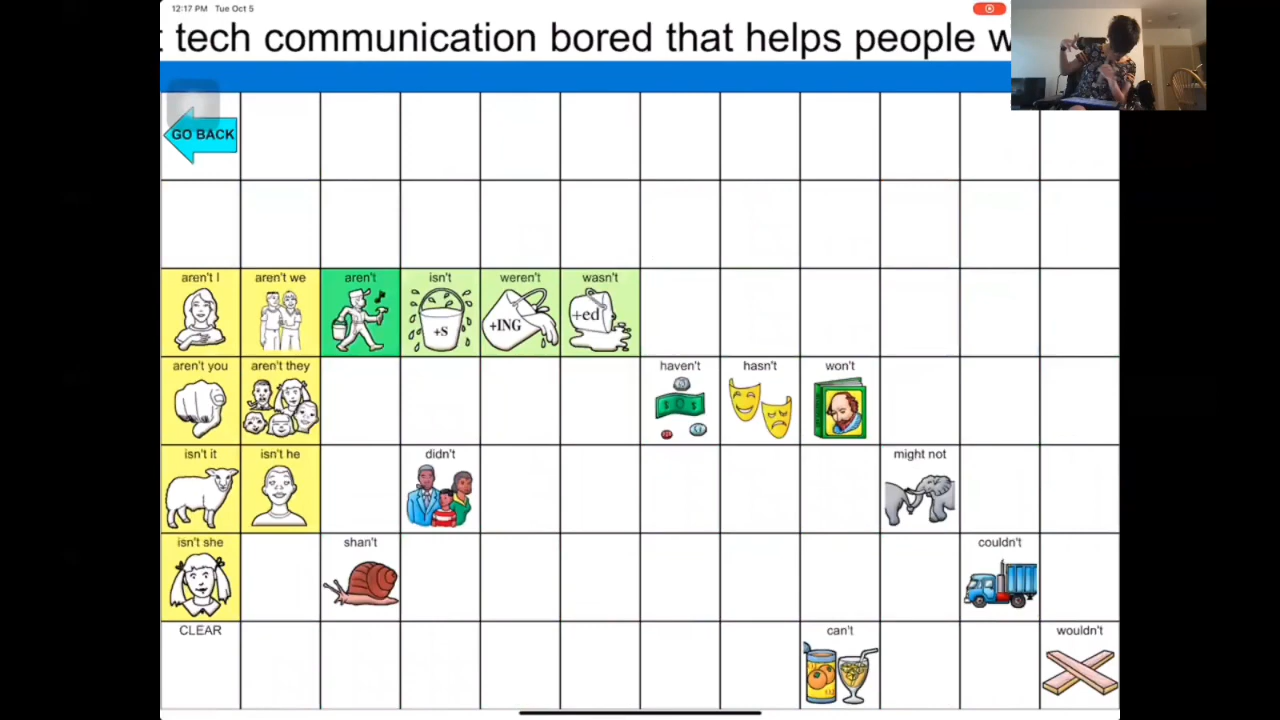 12:17 PM Tue Oct 5
tech communication bored that helps people
GO BACK
aren't I aren't we aren't isn't weren't wasn't
+S +ING +ed
aren't you aren't they haven't hasn't won't
isn't it isn't he didn't might not
isn't she shan't couldn't
CLEAR can't wouldn't